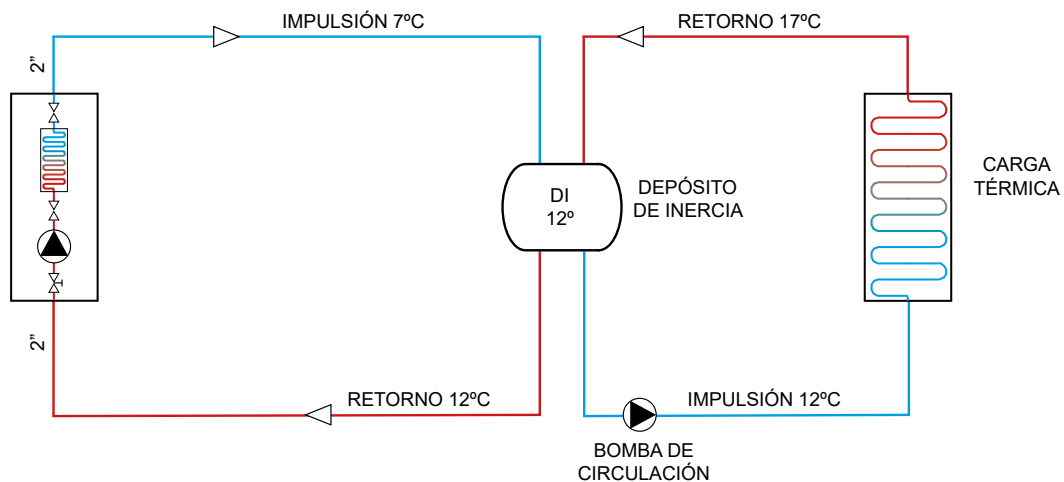 IMPULSIÓN 7ºC
RETORNO 17ºC
2”
DI
12º
DEPÓSITO
DE INERCIA
CARGA
TÉRMICA
2”
RETORNO 12ºC
IMPULSIÓN 12ºC
BOMBA DE
CIRCULACIÓN